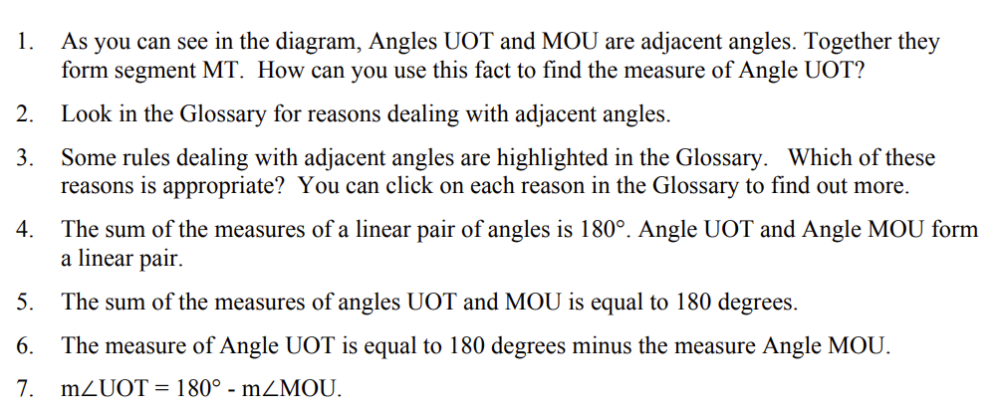 1. As you can see in the diagram, Angles UOT and MOU are adjacent angles. Together they
form segment MT. How can you use this fact to find the measure of Angle UOT?
2. Look in the Glossary for reasons dealing with adjacent angles.
3. Some rules dealing with adjacent angles are highlighted in the Glossary. Which of these
reasons is appropriate? You can click on each reason in the Glossary to find out more.
4. The sum of the measures of a linear pair of angles is 180°. Angle UOT and Angle MOU form
a linear pair.
5. The sum of the measures of angles UOT and MOU is equal to 180 degrees.
6. The measure of Angle UOT is equal to 180 degrees minus the measure Angle MOU.
7. m∠UOT = 180° - m∠MOU.